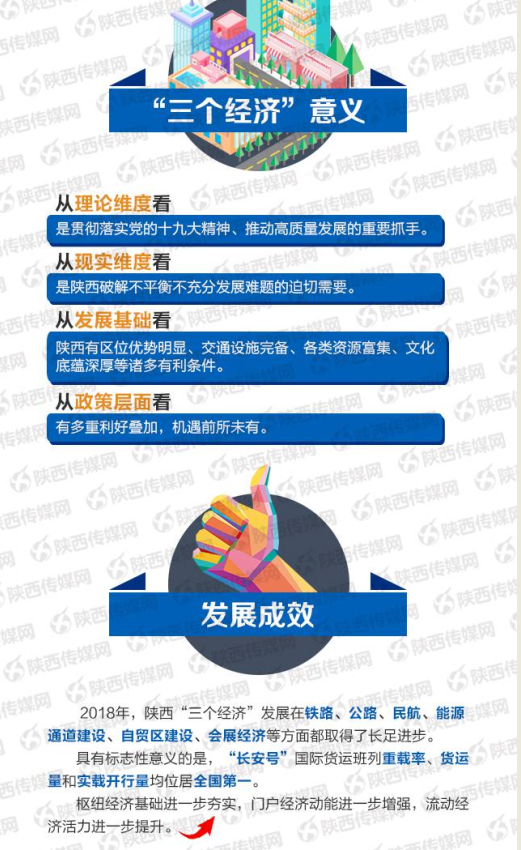 “三个经济”意义
从理论维度看
是贯彻落实党的十九大精神、推动高质量发展的重要抓手。
从现实维度看
是陕西破解不平衡不充分发展难题的迫切需要。
从发展基础看
陕西有区位优势明显、交通设施完备、各类资源富集、文化
底蕴深厚等诸多有利条件。
从政策层面看
有多重利好叠加，机遇前所未有。
发展成效
2018年，陕西“三个经济”发展在铁路、公路、民航、能源
通道建设、自贸区建设、会展经济等方面都取得了长足进步。
具有标志性意义的是，“长安号”国际货运班列重载率、货运
量和实载开行量均位居全国第一。
枢纽经济基础进一步夯实，门户经济动能进一步增强，流动经
济活力进一步提升。
陕西传媒网